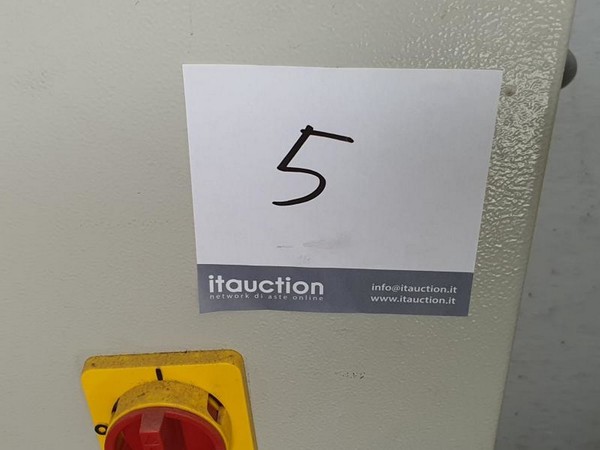 5
itauction
network di aste online
info@itauction.it
www.itauction.it
I
O